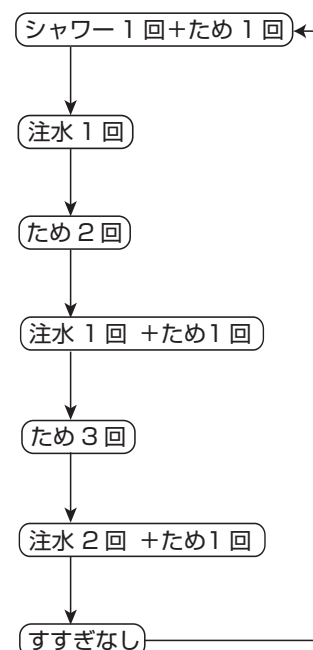 シャワー1回+ため1回
注水1回
ため2回
注水1回 +ため1回
ため3回
注水2回 +ため1回
すすぎなし